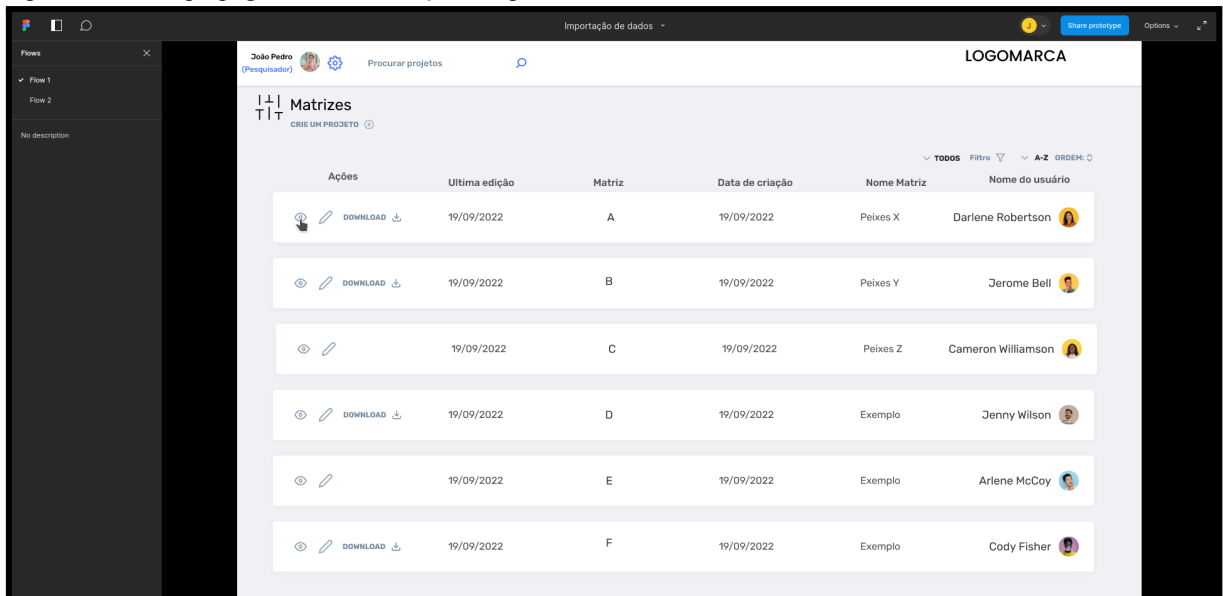 Importação de dados
J
Share prototype
Options
Flows
Flow 1
Flow 2
No description
João Pedro
(Pesquisador)
Procurar projetos
LOGOMARCA
Matrizes
CRIE UM PROJETO
TODOS Filtro A-Z ORDEM:
Ações Ultima edição Matriz Data de criação Nome Matriz Nome do usuário
DOWNLOAD 19/09/2022 A 19/09/2022 Peixes X Darlene Robertson
DOWNLOAD 19/09/2022 B 19/09/2022 Peixes Y Jerome Bell
19/09/2022 C 19/09/2022 Peixes Z Cameron Williamson
DOWNLOAD 19/09/2022 D 19/09/2022 Exemplo Jenny Wilson
19/09/2022 E 19/09/2022 Exemplo Arlene McCoy
DOWNLOAD 19/09/2022 F 19/09/2022 Exemplo Cody Fisher